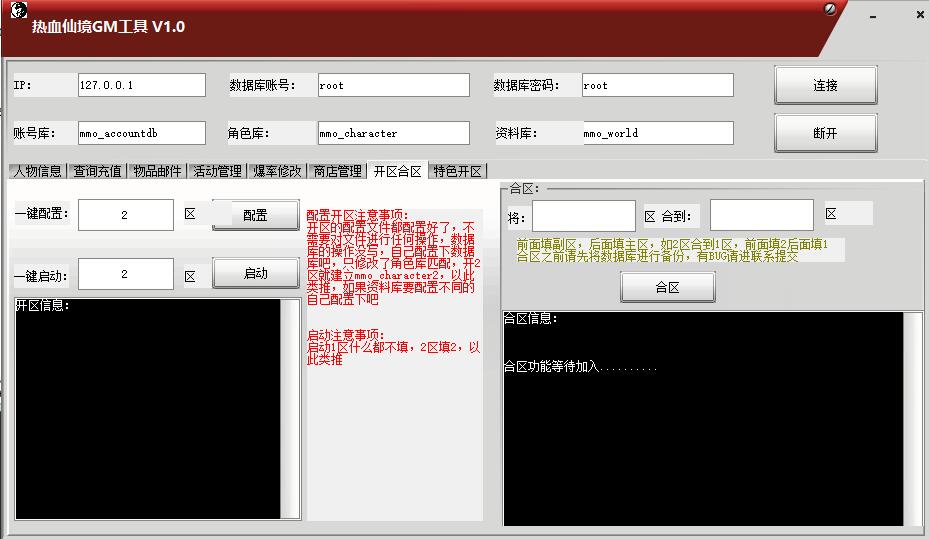 热血仙境GM工具 V1.0
IP: 127.0.0.1 数据库账号: root 数据库密码: root 连接
账号库: mmo_accountdb 角色库: mmo_character 资料库: mmo_world 断开
人物信息 查询充值 物品邮件 活动管理 爆率修改 商店管理 开区合区 特色开区
一键配置: 2 区 配置
一键启动: 2 区 启动
开区信息:
配置开区注意事项:
开区的配置文件都配置好了，不
需要对文件进行任何操作，数据
库的操作没写，自己配置下数据
库吧，只修改了角色库匹配，开2
区就建立mmo_character2，以此
类推，如果资料库要配置不同的
自己配置下吧
启动注意事项:
启动1区什么都不填，2区填2，以
此类推
合区:
将: 区 合到: 区
前面填副区，后面填主区，如2区合到1区，前面填2后面填1
合区之前请先将数据库进行备份，有BUG请进联系提交
合区
合区信息:
合区功能等待加入..........